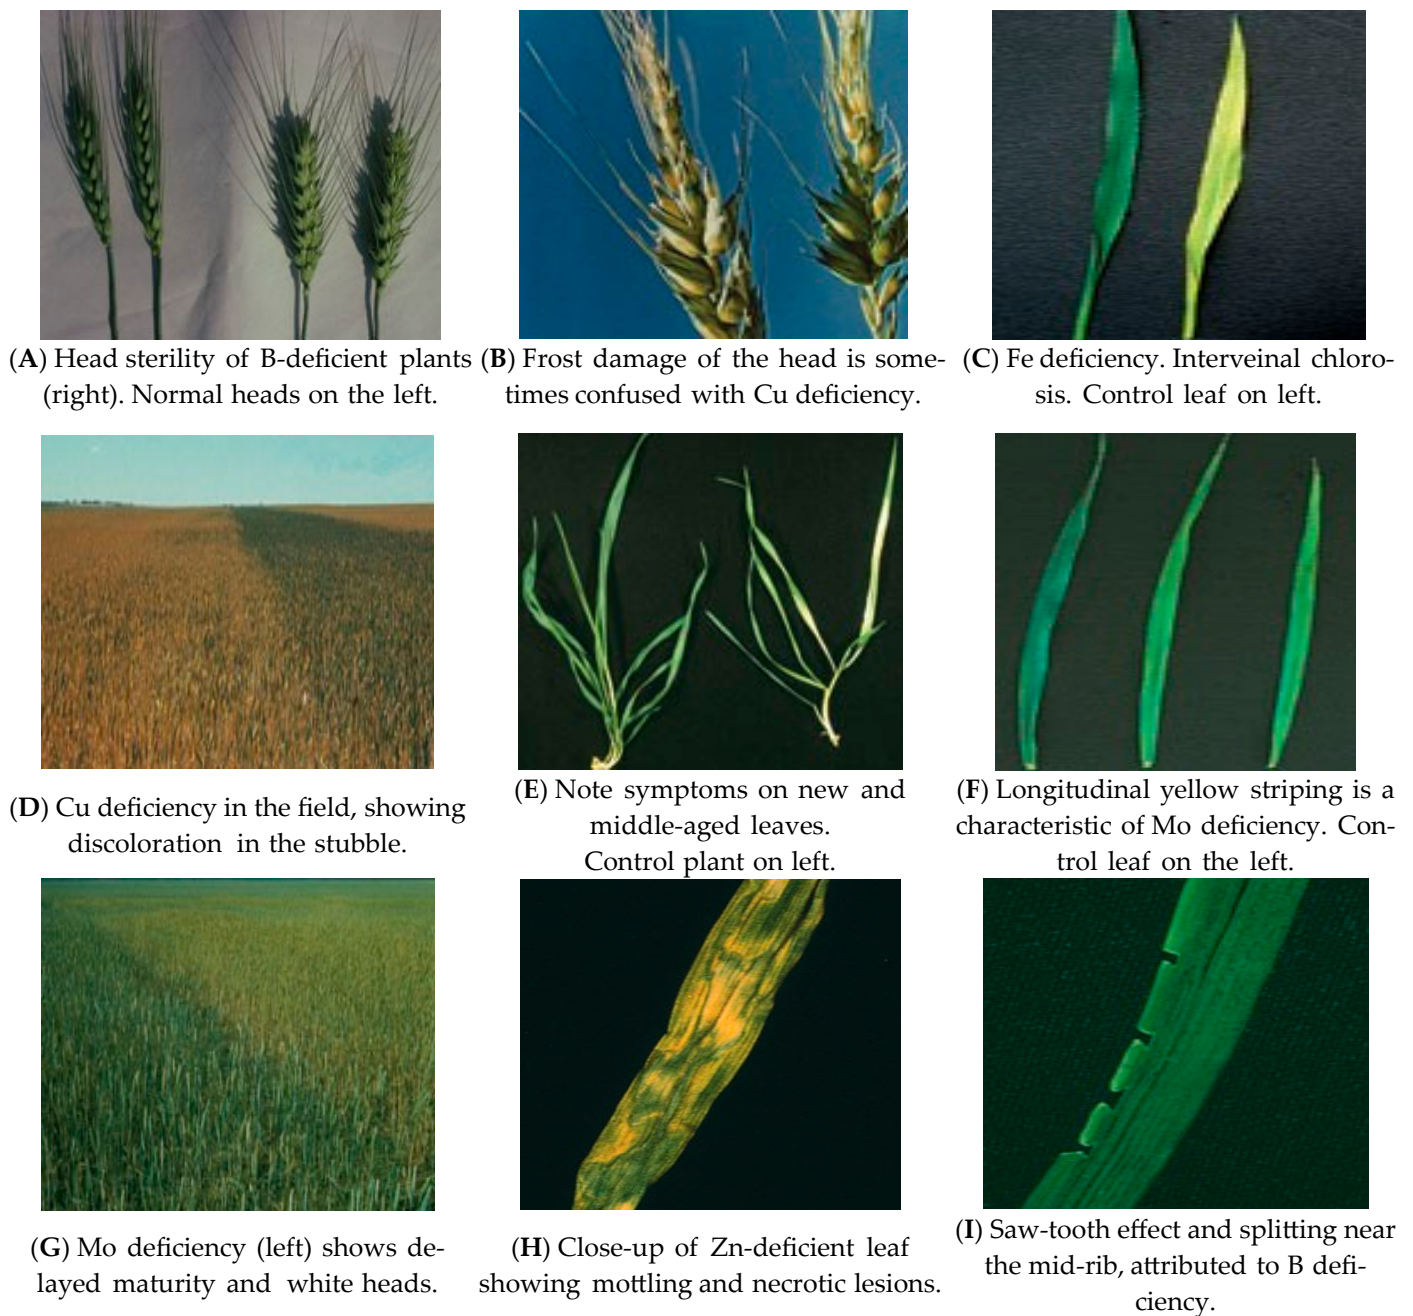 (A) Head sterility of B-deficient plants
(right). Normal heads on the left.
(B) Frost damage of the head is some-
times confused with Cu deficiency.
(C) Fe deficiency. Interveinal chloro-
sis. Control leaf on left.
(D) Cu deficiency in the field, showing
discoloration in the stubble.
(E) Note symptoms on new and
middle-aged leaves.
Control plant on left.
(F) Longitudinal yellow striping is a
characteristic of Mo deficiency. Con-
trol leaf on the left.
(G) Mo deficiency (left) shows de-
layed maturity and white heads.
(H) Close-up of Zn-deficient leaf
showing mottling and necrotic lesions.
(I) Saw-tooth effect and splitting near
the mid-rib, attributed to B defi-
ciency.